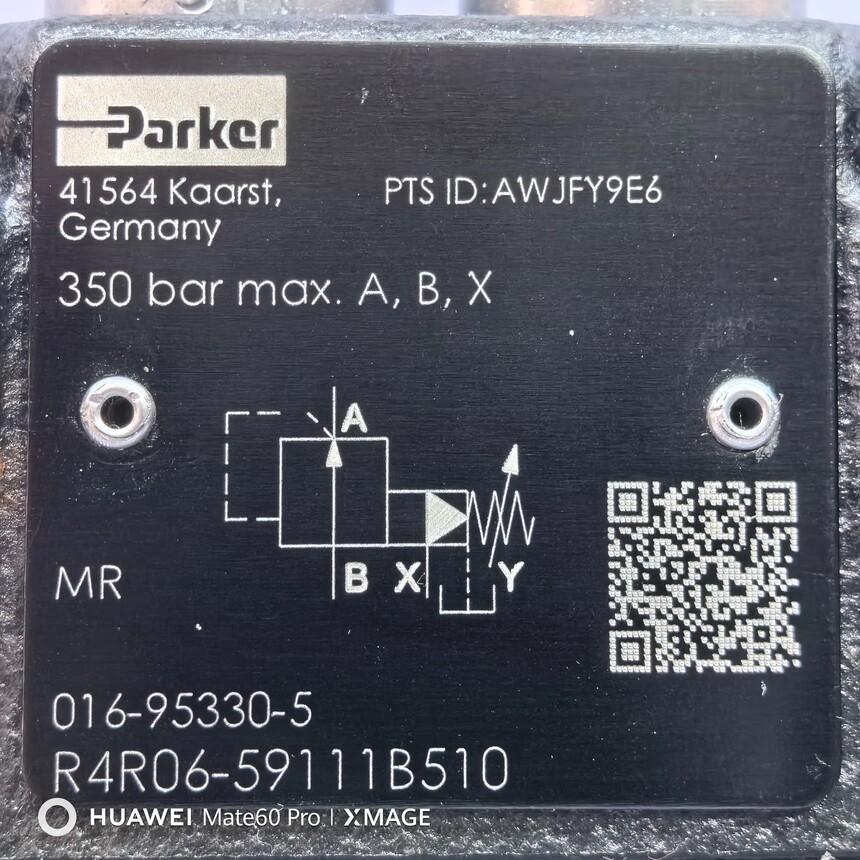 Parker
41564 Kaarst, PTS ID:AWJFY9E6
Germany
350 bar max. A, B, X
A
B X Y
MR
016-95330-5
R4R06-59111B510
HUAWEI Mate60 Pro | XMAGE